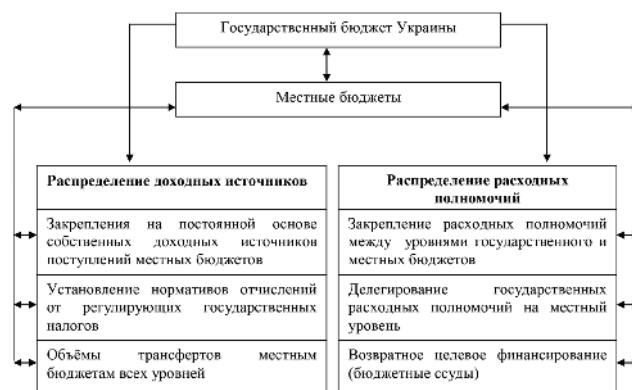 Государственный бюджет Украины
Местные бюджеты
Распределение доходных источников
Закрепления на постоянной основе
собственных доходных источников
поступлений местных бюджетов
Установление нормативов отчислений
от регулирующих государственных
налогов
Объёмы трансфертов местным
бюджетам всех уровней
Распределение расходных
полномочий
Закрепление расходных полномочий
между уровнями государственного и
местных бюджетов
Делегирование государственных
расходных полномочий на местный
уровень
Возвратное целевое финансирование
(бюджетные ссуды)